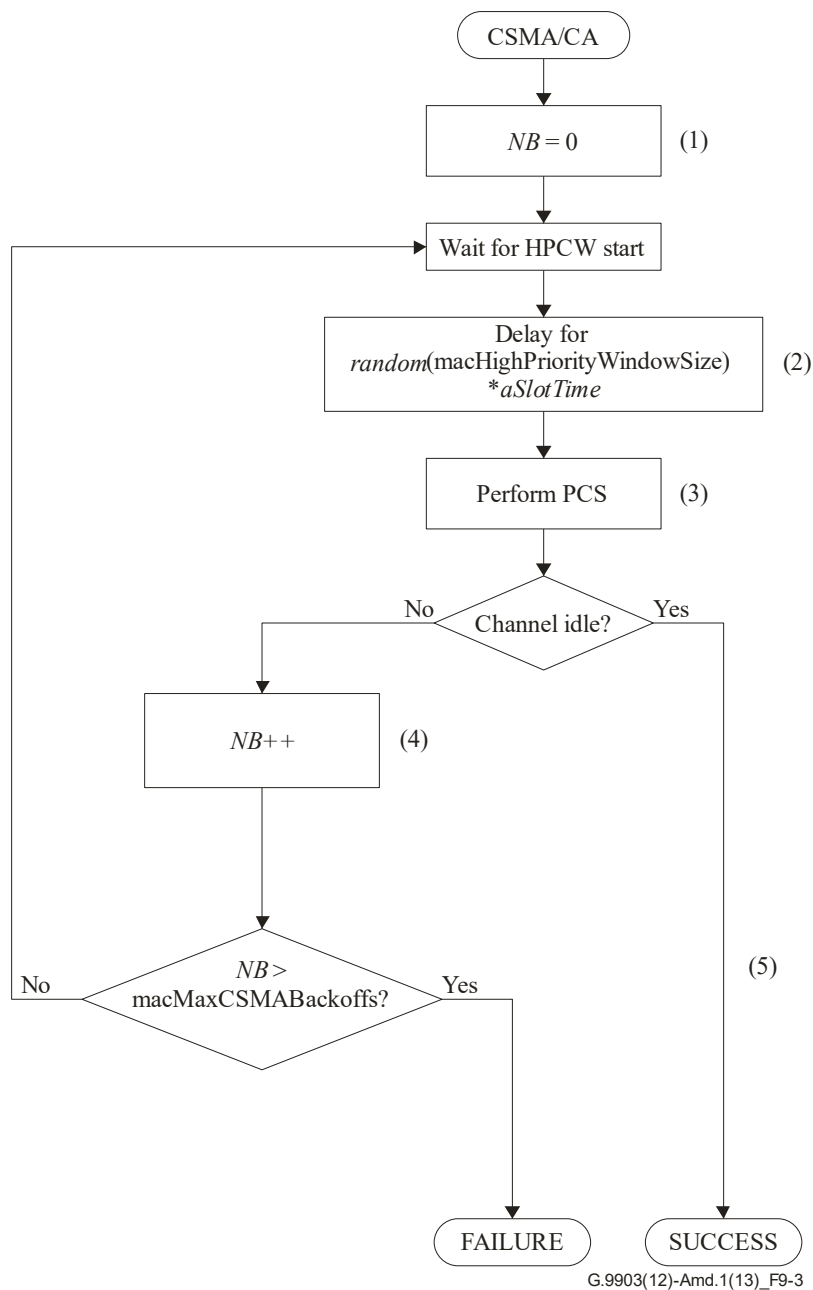 CSMA/CA
NB = 0
(1)
Wait for HPCW start
Delay for
random(macHighPriorityWindowSize)
*aSlotTime
(2)
Perform PCS
(3)
No
Channel idle?
Yes
NB++
(4)
No
NB >
macMaxCSMABackoffs?
Yes
(5)
FAILURE
SUCCESS
G.9903(12)-Amd.1(13)_F9-3